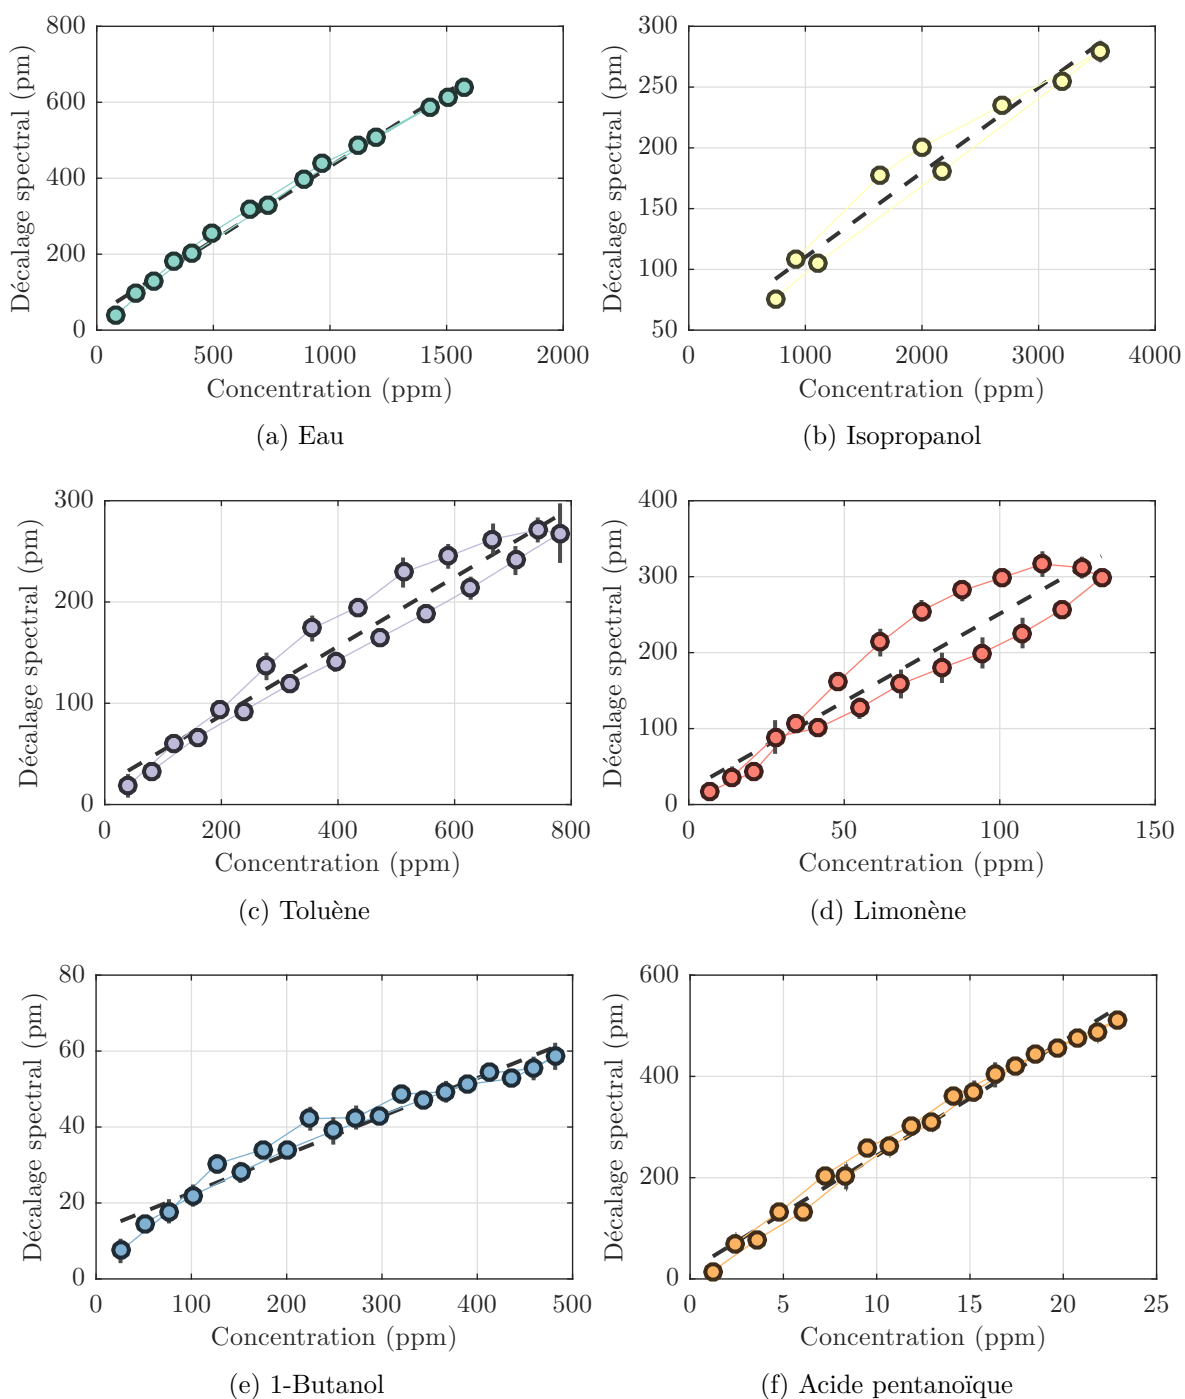 800
600
400
200
0
0 500 1000 1500 2000
Décalage spectral (pm)
Concentration (ppm)
(a) Eau
300
250
200
150
100
50
0 1000 2000 3000 4000
Décalage spectral (pm)
Concentration (ppm)
(b) Isopropanol
300
200
100
0
0 200 400 600 800
Décalage spectral (pm)
Concentration (ppm)
(c) Toluène
400
300
200
100
0
0 50 100 150
Décalage spectral (pm)
Concentration (ppm)
(d) Limonène
80
60
40
20
0
0 100 200 300 400 500
Décalage spectral (pm)
Concentration (ppm)
(e) 1-Butanol
600
400
200
0
0 5 10 15 20 25
Décalage spectral (pm)
Concentration (ppm)
(f) Acide pentanoïque